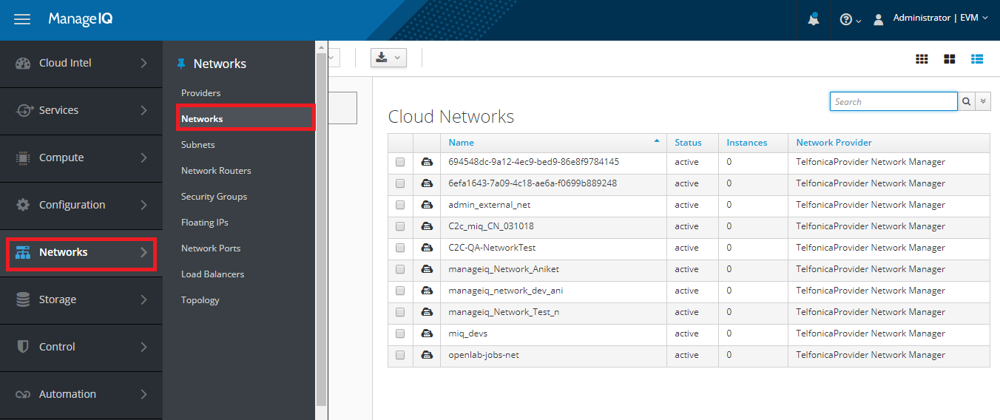 ManageIQ
Administrator | EVM
Cloud Intel
Services
Compute
Configuration
Networks
Storage
Control
Automation
Networks
Providers
Networks
Subnets
Network Routers
Security Groups
Floating IPs
Network Ports
Load Balancers
Topology
Search
Cloud Networks
Name Status Instances Network Provider
694548dc-9a12-4ec9-bed9-86e8f9784145 active 0 TelfonicaProvider Network Manager
6efa1643-7a09-4c18-ae6a-f0699b889248 active 0 TelfonicaProvider Network Manager
admin_external_net active 0 TelfonicaProvider Network Manager
C2c_miq_CN_031018 active 0 TelfonicaProvider Network Manager
C2C-QA-NetworkTest active 0 TelfonicaProvider Network Manager
manageiq_Network_Aniket active 0 TelfonicaProvider Network Manager
manageiq_network_dev_ani active 0 TelfonicaProvider Network Manager
manageiq_Network_Test_n active 0 TelfonicaProvider Network Manager
miq_devs active 0 TelfonicaProvider Network Manager
openlab-jobs-net active 0 TelfonicaProvider Network Manager